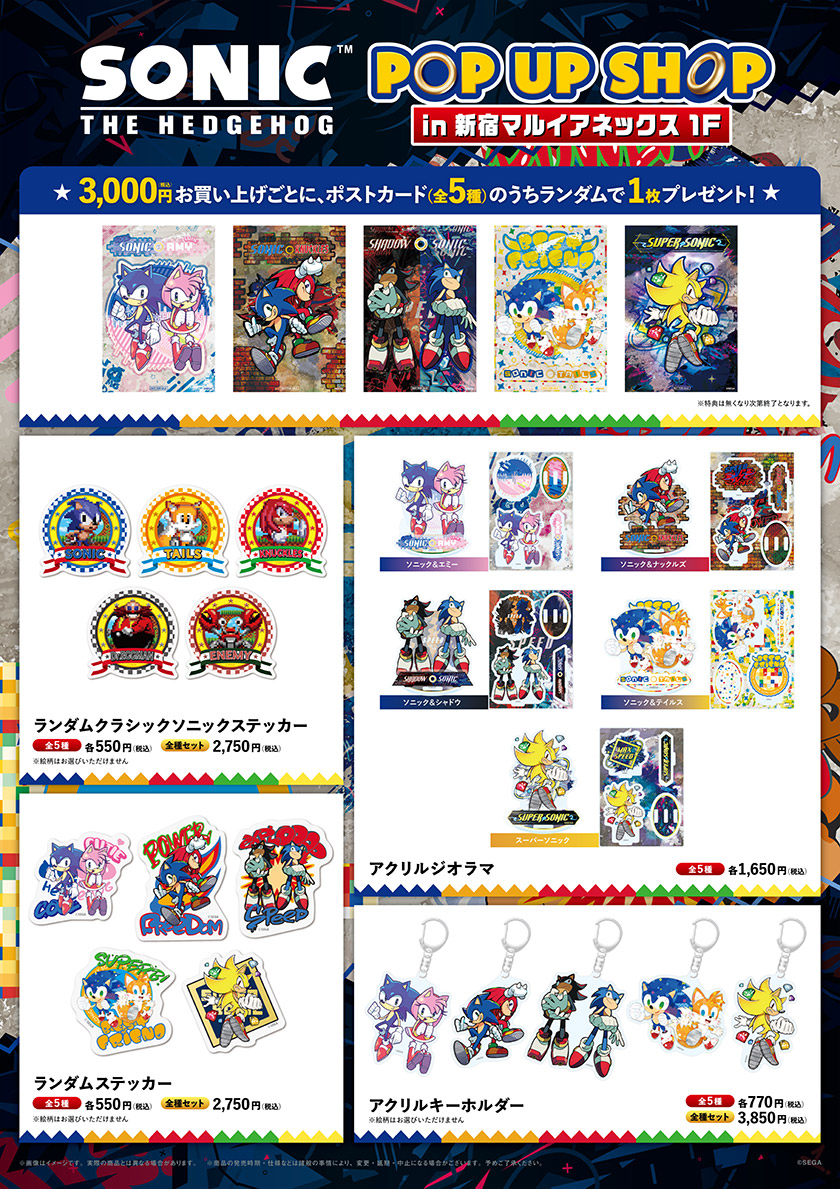 SONIC™
THE HEDGEHOG
POP UP SHOP
in 新宿マルイアネックス 1F
★ 3,000円(税込)お買い上げごとに、ポストカード(全5種)のうちランダムで1枚プレゼント! ★
SONIC AMY
SHADOW SONIC
BEST FRIEND
SONIC TAILS
SUPER SONIC
※特典は無くなり次第終了となります。
SONIC
TAILS
KNUCKLES
DR.EGGMAN
ENEMY
ランダムクラシックソニックステッカー
全5種 各550円(税込) 全種セット 2,750円(税込)
※絵柄はお選びいただけません
SONIC AMY
ソニック&エミー
ソニック&ナックルズ
SHADOW SONIC
ソニック&シャドウ
SONIC TAILS
ソニック&テイルス
SUPER SONIC
MAX SPEED
スーパーソニック
アクリルジオラマ
全5種 各1,650円(税込)
CUTE
COOL
POWER
FREEDOM
SPEED
SUPERB!
BEST FRIEND
ランダムステッカー
全5種 各550円(税込) 全種セット 2,750円(税込)
※絵柄はお選びいただけません
アクリルキーホルダー
※絵柄はお選びいただけません
全5種 各770円(税込)
全種セット 3,850円(税込)
※画像はイメージです。実際の商品とは異なる場合があります。 ※商品の発売時期・仕様などは諸般の事情により、変更・延期・中止になる場合がございます。予めご了承ください。
©SEGA